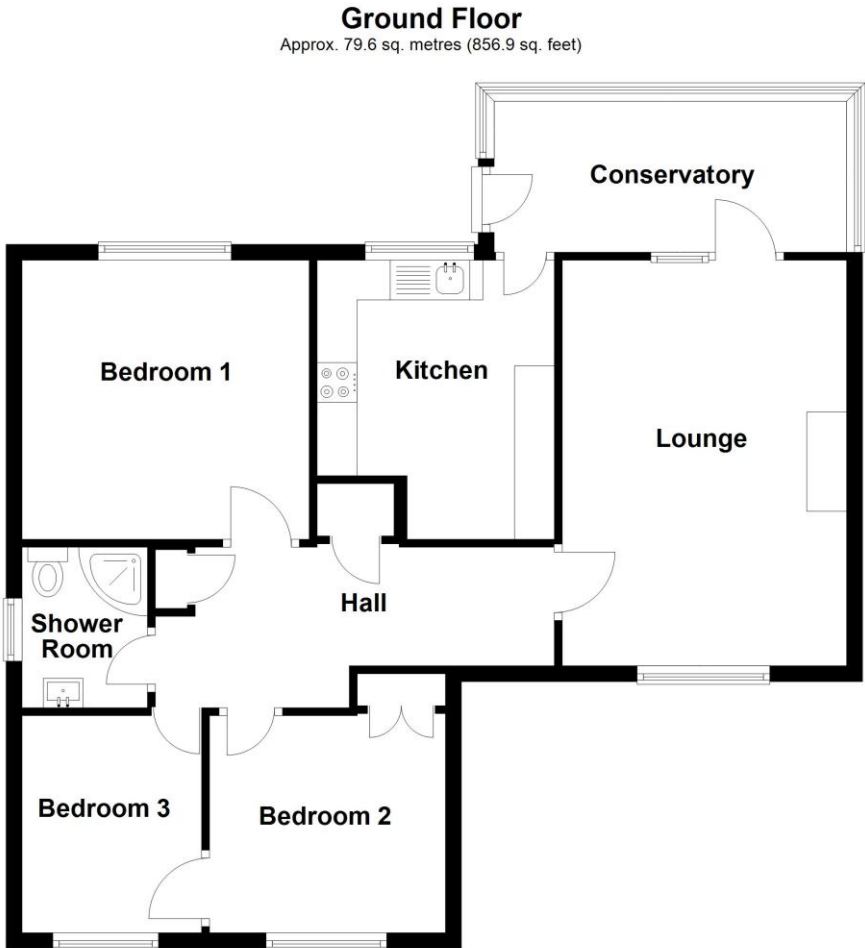 Ground Floor
Approx. 79.6 sq. metres (856.9 sq. feet)
Conservatory
Bedroom 1
Kitchen
Lounge
Hall
Shower
Room
Bedroom 3
Bedroom 2